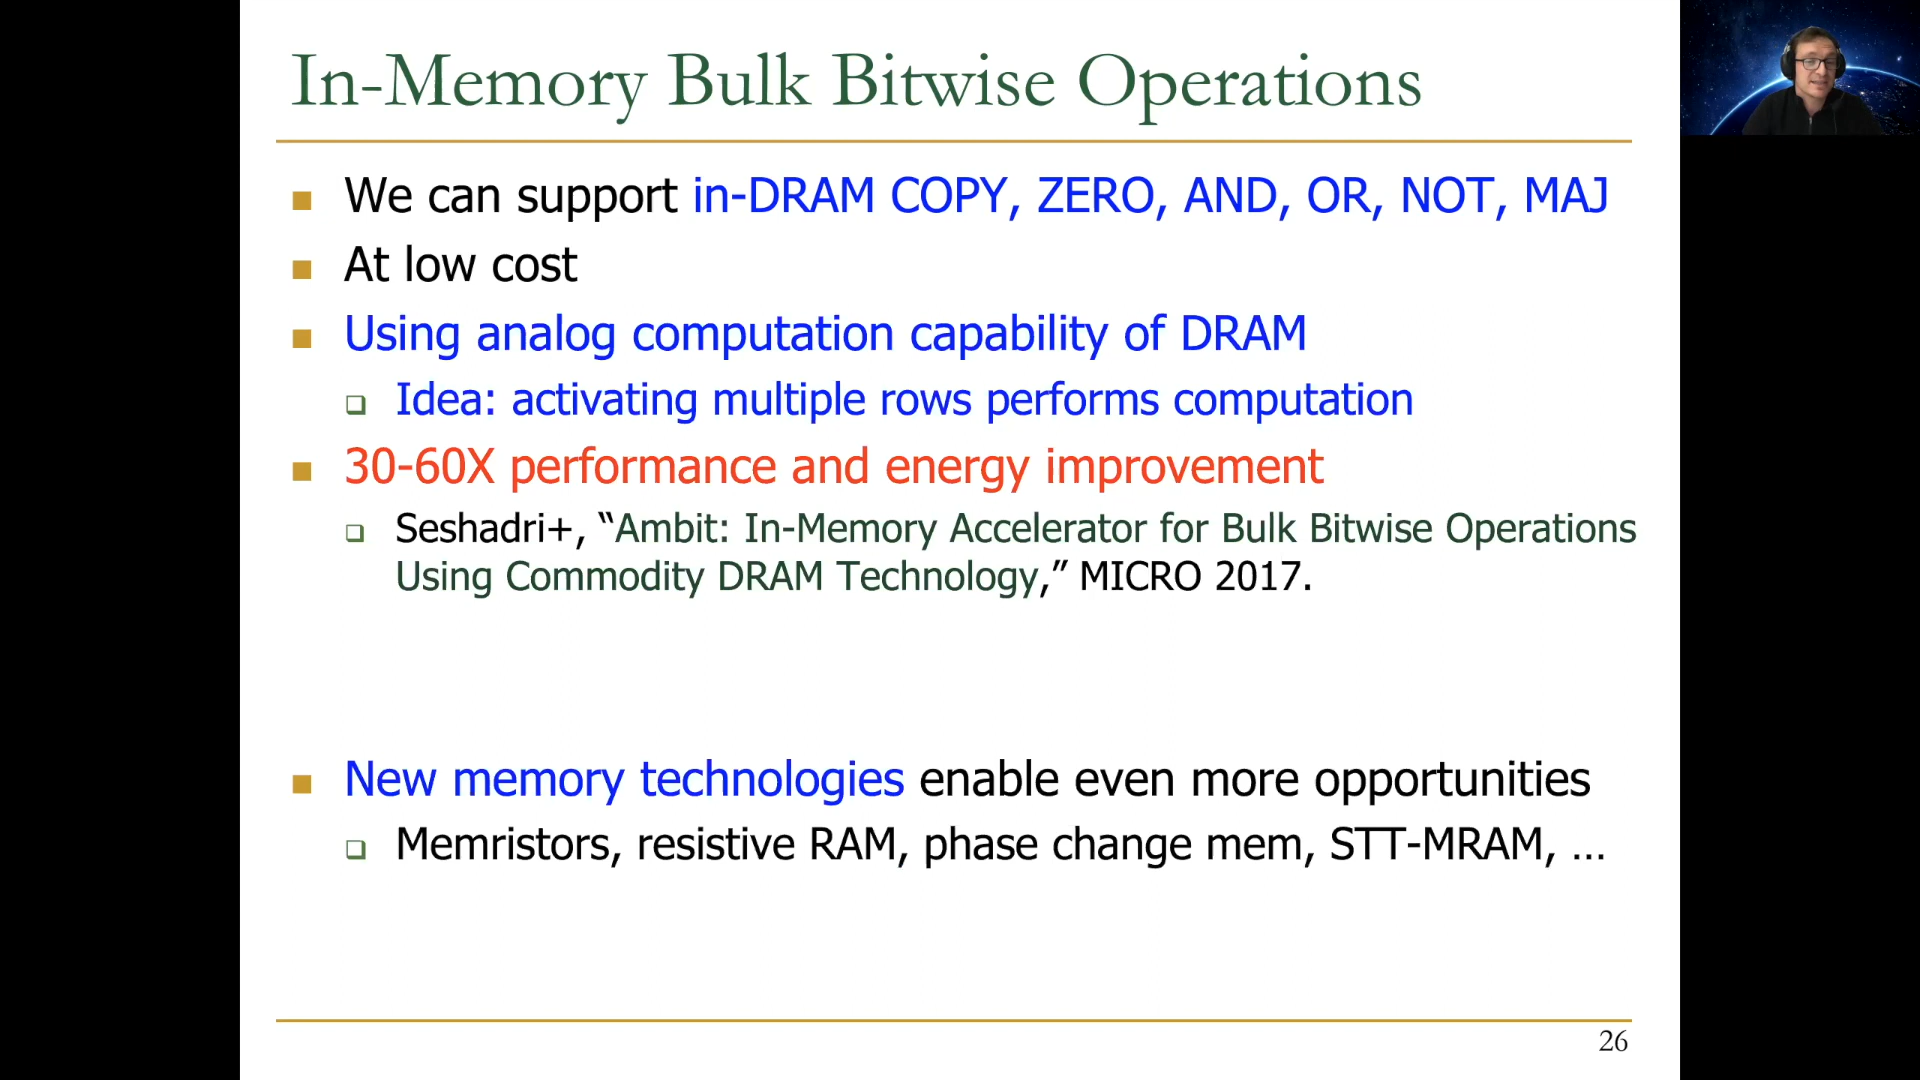 In-Memory Bulk Bitwise Operations
We can support in-DRAM COPY, ZERO, AND, OR, NOT, MAJ
At low cost
Using analog computation capability of DRAM
Idea: activating multiple rows performs computation
30-60X performance and energy improvement
Seshadri+, “Ambit: In-Memory Accelerator for Bulk Bitwise Operations
Using Commodity DRAM Technology,” MICRO 2017.
New memory technologies enable even more opportunities
Memristors, resistive RAM, phase change mem, STT-MRAM, …
26